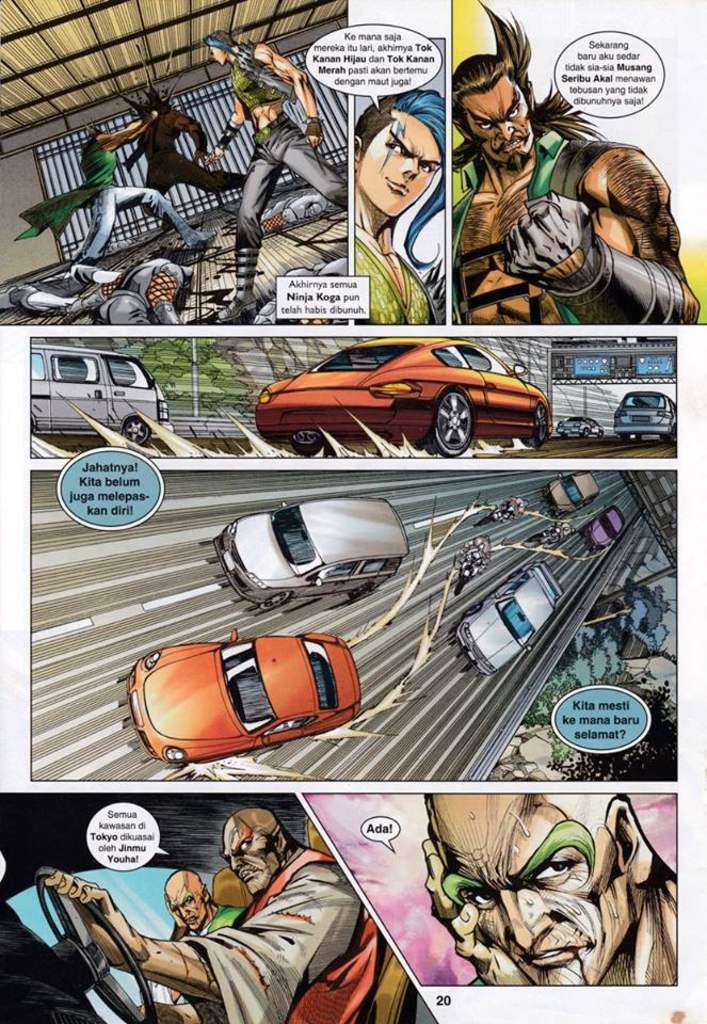 Ke mana saja
mereka itu lari, akhirnya Tok
Kanan Hijau dan Tok Kanan
Merah pasti akan bertemu
dengan maut juga!
Sekarang
baru aku sedar
tidak sia-sia Musang
Seribu Akal menawan
tebusan yang tidak
dibunuhnya saja!
Akhirnya semua
Ninja Koga pun
telah habis dibunuh.
Jahatnya!
Kita belum
juga melepas-
kan diri!
Kita mesti
ke mana baru
selamat?
Semua
kawasan di
Tokyo dikuasai
oleh Jinmu
Youha!
Ada!
20